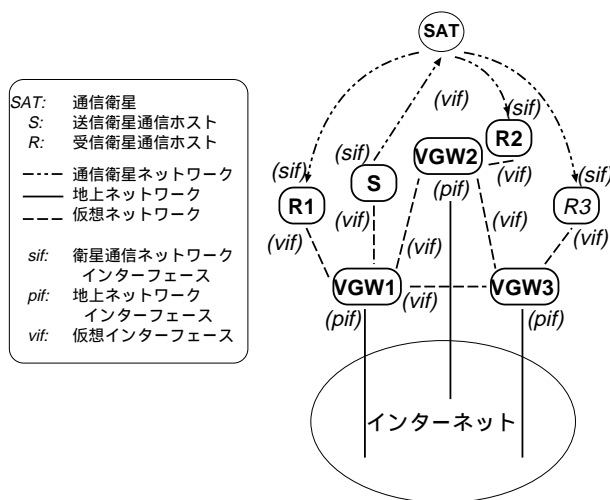 SAT: 通信衛星
S: 送信衛星通信ホスト
R: 受信衛星通信ホスト
通信衛星ネットワーク
地上ネットワーク
仮想ネットワーク
sif: 衛星通信ネットワーク
インターフェース
pif: 地上ネットワーク
インターフェース
vif: 仮想インターフェース
SAT
(vif)
(sif)
R2
(sif)
VGW2
(vif)
(sif)
S
(pif)
(sif)
R1
R3
(vif)
(vif)
(vif)
(vif)
(vif)
VGW1
(vif)
VGW3
(pif)
(pif)
インターネット